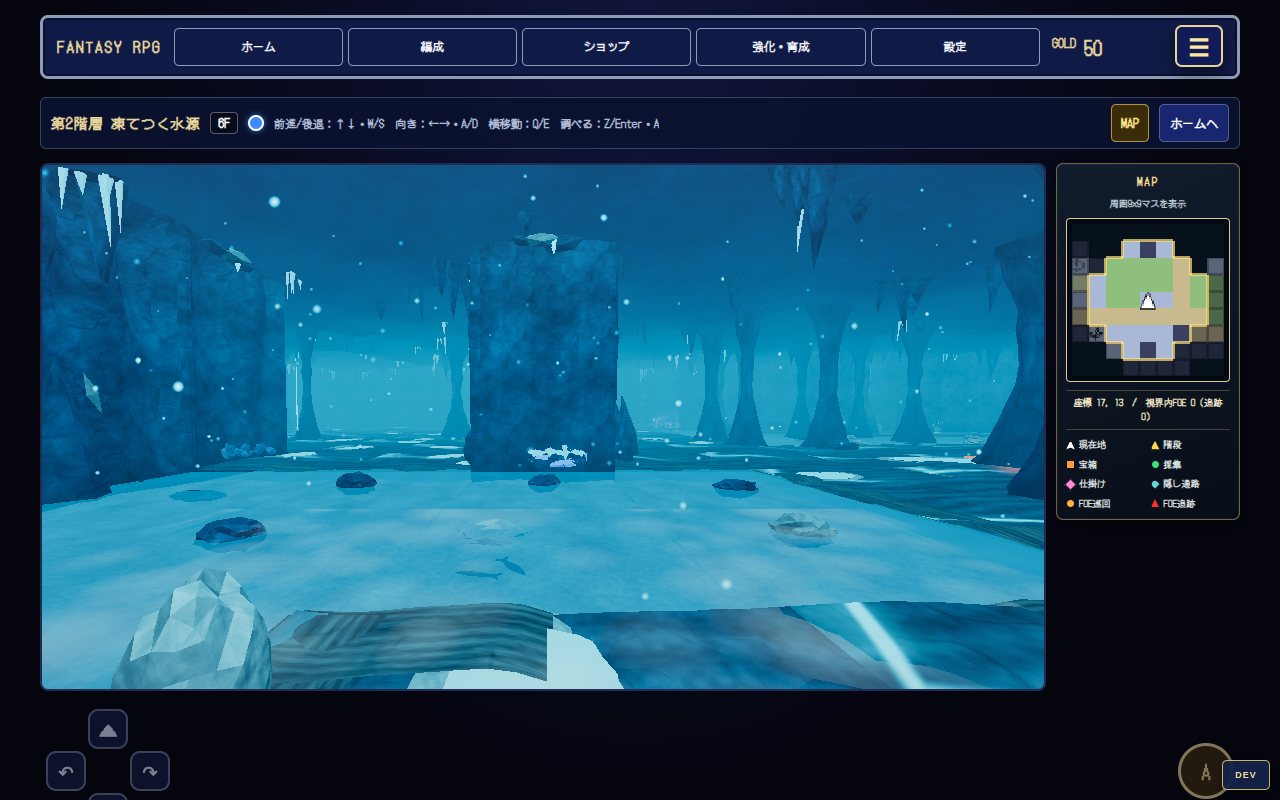 FANTASY RPG
ホーム
編成
ショップ
強化・育成
設定
GOLD 50
第2階層 凍てつく水源
6F
前進/後退：↑↓・W/S 向き：←→・A/D 横移動：Q/E 調べる：Z/Enter・A
MAP
ホームへ
MAP
周囲9x9マスを表示
座標 17, 13 / 視界内FOE 0（追跡
0）
現在地
階段
宝箱
採集
仕掛け
隠し通路
FOE巡回
FOE追跡
A
DEV